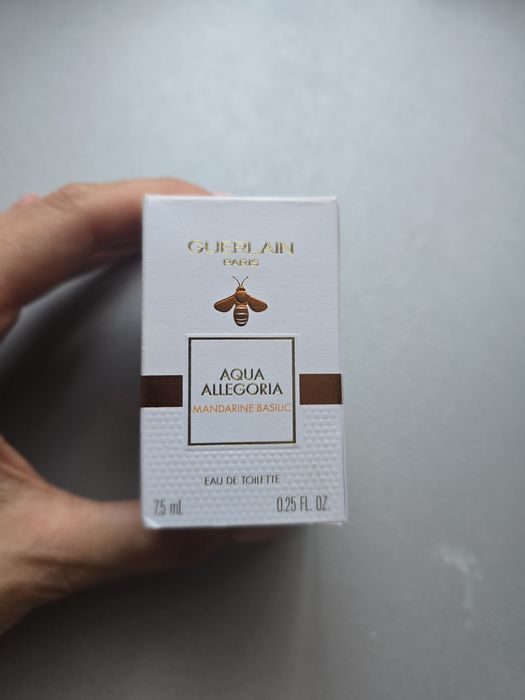 GUERLAIN
PARIS
AQUA
ALLEGORIA
MANDARINE BASILIC
EAU DE TOILETTE
7.5 mL 0.25 FL. OZ.